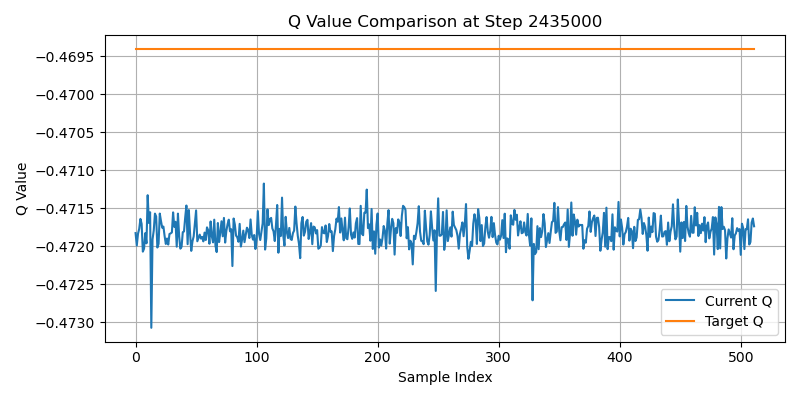 Q Value Comparison at Step 2435000
Q Value
−0.4695
−0.4700
−0.4705
−0.4710
−0.4715
−0.4720
−0.4725
−0.4730
0 100 200 300 400 500
Sample Index
Current Q
Target Q